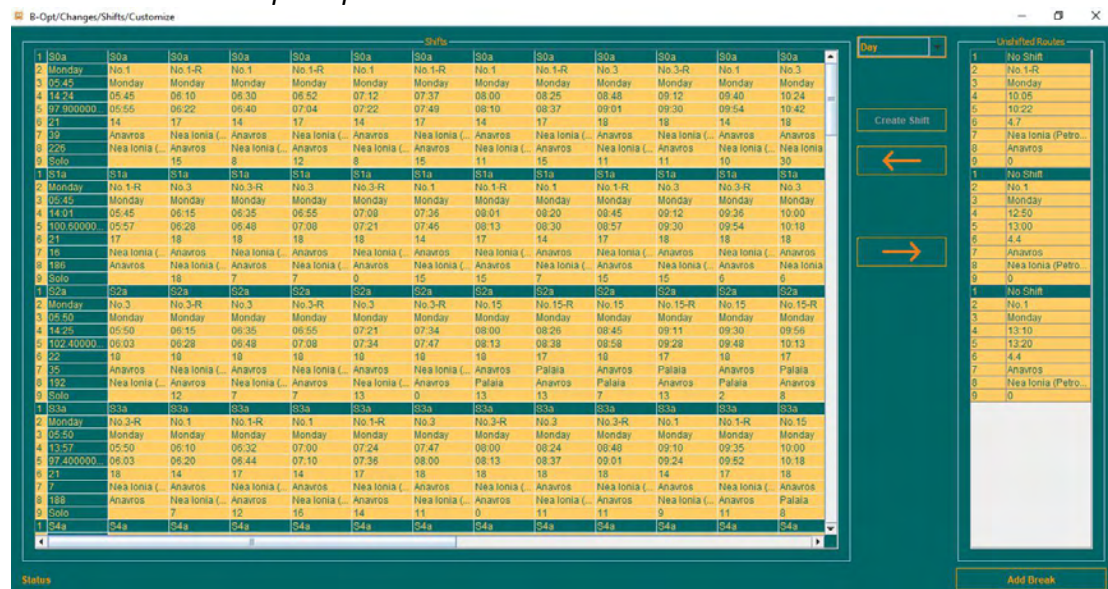 B-Opt/Changes/Shifts/Customize
Shifts
1 S0a S0a S0a S0a S0a S0a S0a S0a S0a S0a S0a S0a
2 Monday No.1 No.1-R No.1 No.1-R No.1 No.1-R No.1 No.1-R No.3 No.3-R No.1 No.3
3 05:45 Monday Monday Monday Monday Monday Monday Monday Monday Monday Monday Monday Monday
4 14:24 05:45 06:10 06:30 06:52 07:12 07:37 08:00 08:25 08:48 09:12 09:40 10:24
5 97.900000... 05:55 06:22 06:40 07:04 07:22 07:49 08:10 08:37 09:01 09:30 09:54 10:42
6 21 14 17 14 17 14 17 14 17 18 18 14 18
7 39 Anavros Nea Ionia (... Anavros Nea Ionia (... Anavros Nea Ionia (... Anavros Nea Ionia (... Anavros Nea Ionia (... Anavros Anavros
8 226 Nea Ionia (... Anavros Nea Ionia (... Anavros Nea Ionia (... Anavros Nea Ionia (... Anavros Nea Ionia (... Anavros Nea Ionia (... Nea Ionia
9 Solo 15 8 12 8 15 11 15 11 11 10 30
1 S1a S1a S1a S1a S1a S1a S1a S1a S1a S1a S1a S1a
2 Monday No.1-R No.3 No.3-R No.3 No.3-R No.1 No.1-R No.1 No.1-R No.3 No.3-R No.3
3 05:45 Monday Monday Monday Monday Monday Monday Monday Monday Monday Monday Monday Monday
4 14:01 05:45 06:15 06:35 06:55 07:08 07:36 08:01 08:20 08:45 09:12 09:36 10:00
5 100.60000... 05:57 06:28 06:48 07:08 07:21 07:46 08:13 08:30 08:57 09:30 09:54 10:18
6 21 17 18 18 18 18 14 17 14 17 18 18 18
7 16 Nea Ionia (... Anavros Nea Ionia (... Anavros Nea Ionia (... Anavros Nea Ionia (... Anavros Nea Ionia (... Anavros Nea Ionia (... Anavros
8 186 Anavros Nea Ionia (... Anavros Nea Ionia (... Anavros Nea Ionia (... Anavros Nea Ionia (... Anavros Nea Ionia (... Anavros Nea Ionia
9 Solo 18 7 7 0 15 15 7 15 15 6 6
1 S2a S2a S2a S2a S2a S2a S2a S2a S2a S2a S2a S2a
2 Monday No.3 No.3-R No.3 No.3-R No.3 No.3-R No.15 No.15-R No.15 No.15-R No.15 No.15-R
3 05:50 Monday Monday Monday Monday Monday Monday Monday Monday Monday Monday Monday Monday
4 14:25 05:50 06:15 06:35 06:55 07:21 07:34 08:00 08:26 08:45 09:11 09:30 09:56
5 102.40000... 06:03 06:28 06:48 07:08 07:34 07:47 08:13 08:38 08:58 09:28 09:48 10:13
6 22 18 18 18 18 18 18 18 17 18 17 18 17
7 35 Anavros Nea Ionia (... Anavros Nea Ionia (... Anavros Nea Ionia (... Anavros Palaia Anavros Palaia Anavros Palaia
8 192 Nea Ionia (... Anavros Nea Ionia (... Anavros Nea Ionia (... Anavros Palaia Anavros Palaia Anavros Palaia Anavros
9 Solo 12 7 7 13 0 13 13 7 13 2 8
1 S3a S3a S3a S3a S3a S3a S3a S3a S3a S3a S3a S3a
2 Monday No.3-R No.1 No.1-R No.1 No.1-R No.3 No.3-R No.3 No.3-R No.1 No.1-R No.15
3 05:50 Monday Monday Monday Monday Monday Monday Monday Monday Monday Monday Monday Monday
4 13:57 05:50 06:10 06:32 07:00 07:24 07:47 08:00 08:24 08:48 09:10 09:35 10:00
5 97.400000... 06:03 06:20 06:44 07:10 07:36 08:00 08:13 08:37 09:01 09:24 09:52 10:18
6 21 18 14 17 14 17 18 18 18 18 14 17 18
7 7 Nea Ionia (... Anavros Nea Ionia (... Anavros Nea Ionia (... Anavros Nea Ionia (... Anavros Nea Ionia (... Anavros Nea Ionia (... Anavros
8 188 Anavros Nea Ionia (... Anavros Nea Ionia (... Anavros Nea Ionia (... Anavros Nea Ionia (... Anavros Nea Ionia (... Anavros Palaia
9 Solo 7 12 16 14 11 0 11 11 9 11 8
1 S4a S4a S4a S4a S4a S4a S4a S4a S4a S4a S4a S4a
Day
Create Shift
Unshifted Routes
1 No Shift
2 No.1-R
3 Monday
4 10:05
5 10:22
6 4.7
7 Nea Ionia (Petro...
8 Anavros
9 0
1 No Shift
2 No.1
3 Monday
4 12:50
5 13:00
6 4.4
7 Anavros
8 Nea Ionia (Petro...
9 0
1 No Shift
2 No.1
3 Monday
4 13:10
5 13:20
6 4.4
7 Anavros
8 Nea Ionia (Petro...
9 0
Status
Add Break